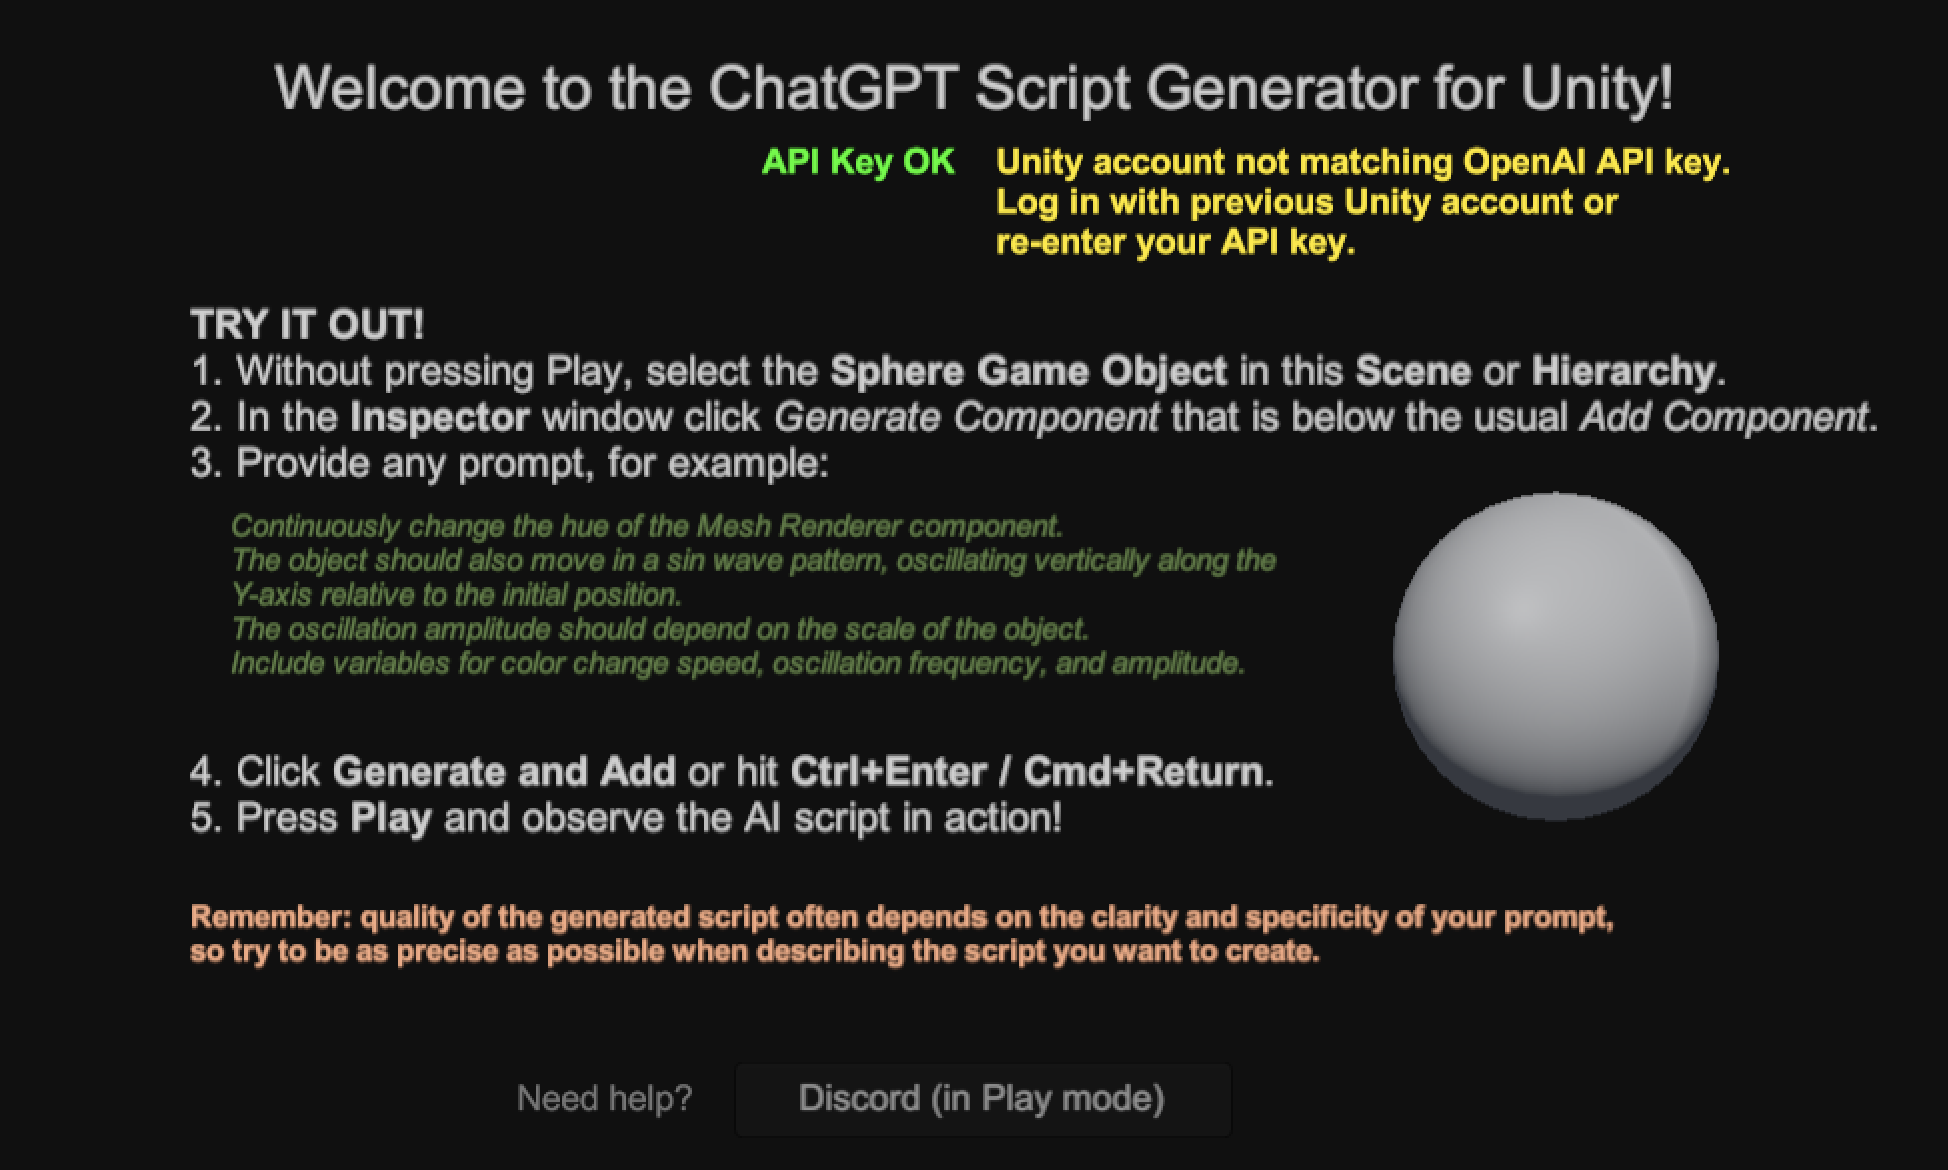 Welcome to the ChatGPT Script Generator for Unity!
API Key OK
Unity account not matching OpenAI API key.
Log in with previous Unity account or
re-enter your API key.
TRY IT OUT!
1. Without pressing Play, select the Sphere Game Object in this Scene or Hierarchy.
2. In the Inspector window click Generate Component that is below the usual Add Component.
3. Provide any prompt, for example:
Continuously change the hue of the Mesh Renderer component.
The object should also move in a sin wave pattern, oscillating vertically along the
Y-axis relative to the initial position.
The oscillation amplitude should depend on the scale of the object.
Include variables for color change speed, oscillation frequency, and amplitude.
4. Click Generate and Add or hit Ctrl+Enter / Cmd+Return.
5. Press Play and observe the AI script in action!
Remember: quality of the generated script often depends on the clarity and specificity of your prompt,
so try to be as precise as possible when describing the script you want to create.
Need help?
Discord (in Play mode)